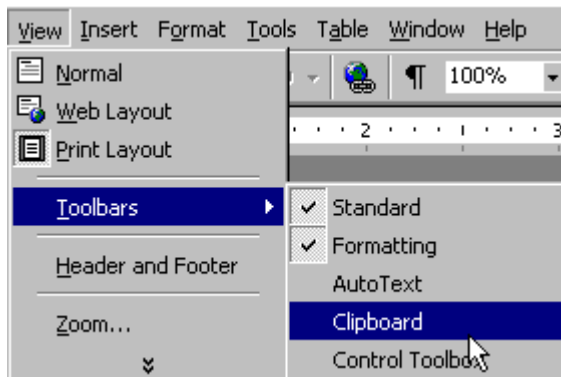 View Insert Format Tools Table Window Help
Normal
100%
Web Layout
2 3
Print Layout
Toolbars
Standard
Formatting
Header and Footer
AutoText
Zoom...
Clipboard
Control Toolbox